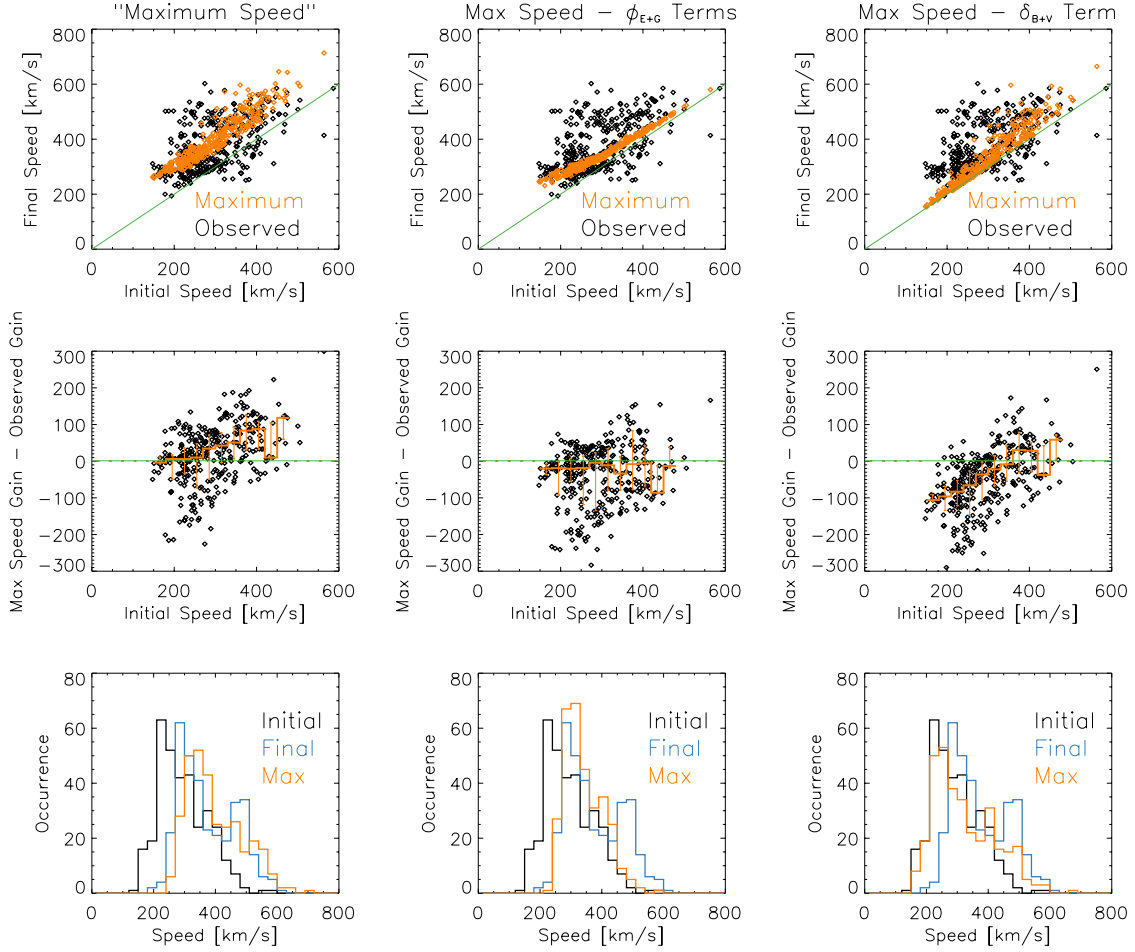 "Maximum Speed"
Max Speed – ϕE+G Terms
Max Speed – δB+V Term
800
600
400
200
0
Final Speed [km/s]
Maximum
Observed
0 200 400 600
Initial Speed [km/s]
800
600
400
200
0
Final Speed [km/s]
Maximum
Observed
0 200 400 600
Initial Speed [km/s]
800
600
400
200
0
Final Speed [km/s]
Maximum
Observed
0 200 400 600
Initial Speed [km/s]
300
200
100
0
−100
−200
−300
Max Speed Gain – Observed Gain
0 200 400 600
Initial Speed [km/s]
300
200
100
0
−100
−200
−300
Max Speed Gain – Observed Gain
0 200 400 600
Initial Speed [km/s]
300
200
100
0
−100
−200
−300
Max Speed Gain – Observed Gain
0 200 400 600
Initial Speed [km/s]
80
60
40
20
0
Occurrence
Initial
Final
Max
0 200 400 600 800
Speed [km/s]
80
60
40
20
0
Occurrence
Initial
Final
Max
0 200 400 600 800
Speed [km/s]
80
60
40
20
0
Occurrence
Initial
Final
Max
0 200 400 600 800
Speed [km/s]